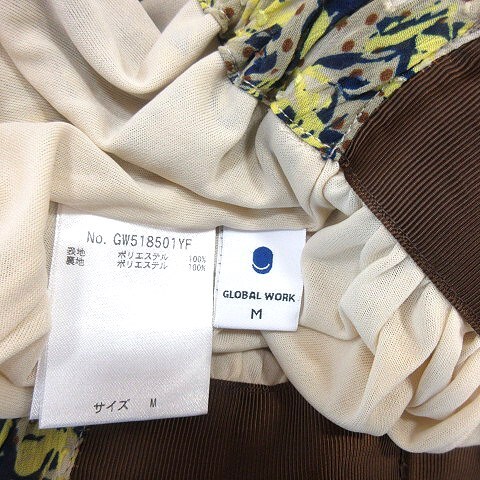 No. GW518501YF
表地 ポリエステル 100%
裏地 ポリエステル 100%
サイズ M
GLOBAL WORK
M